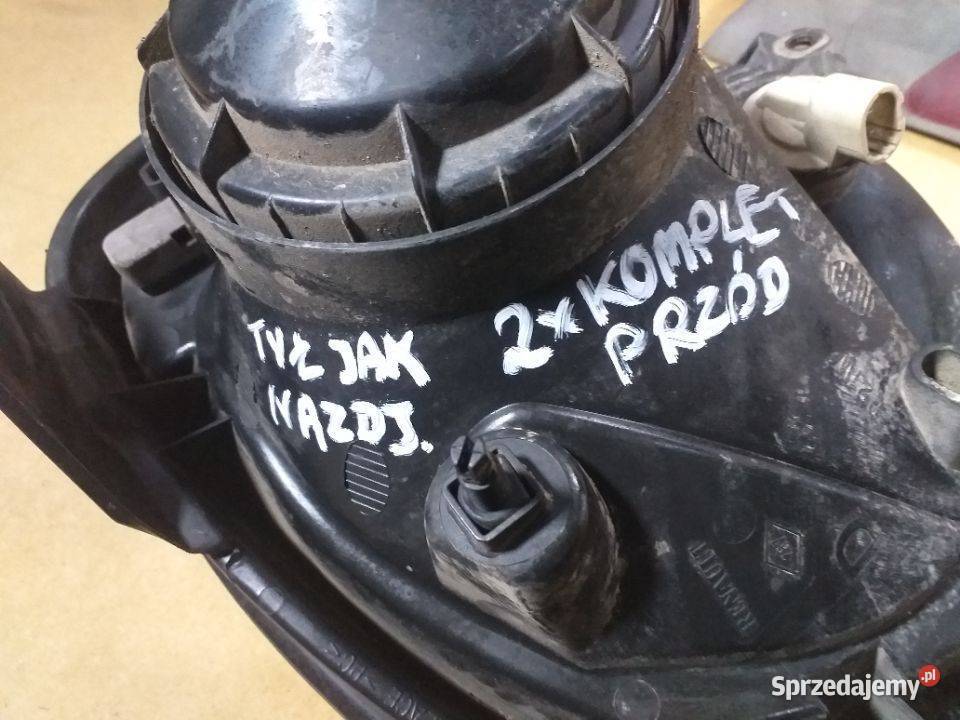 TYŁ JAK
NAZDJ.
2x KOMPLET
PRZÓD
RENAULT
Sprzedajemy.pl